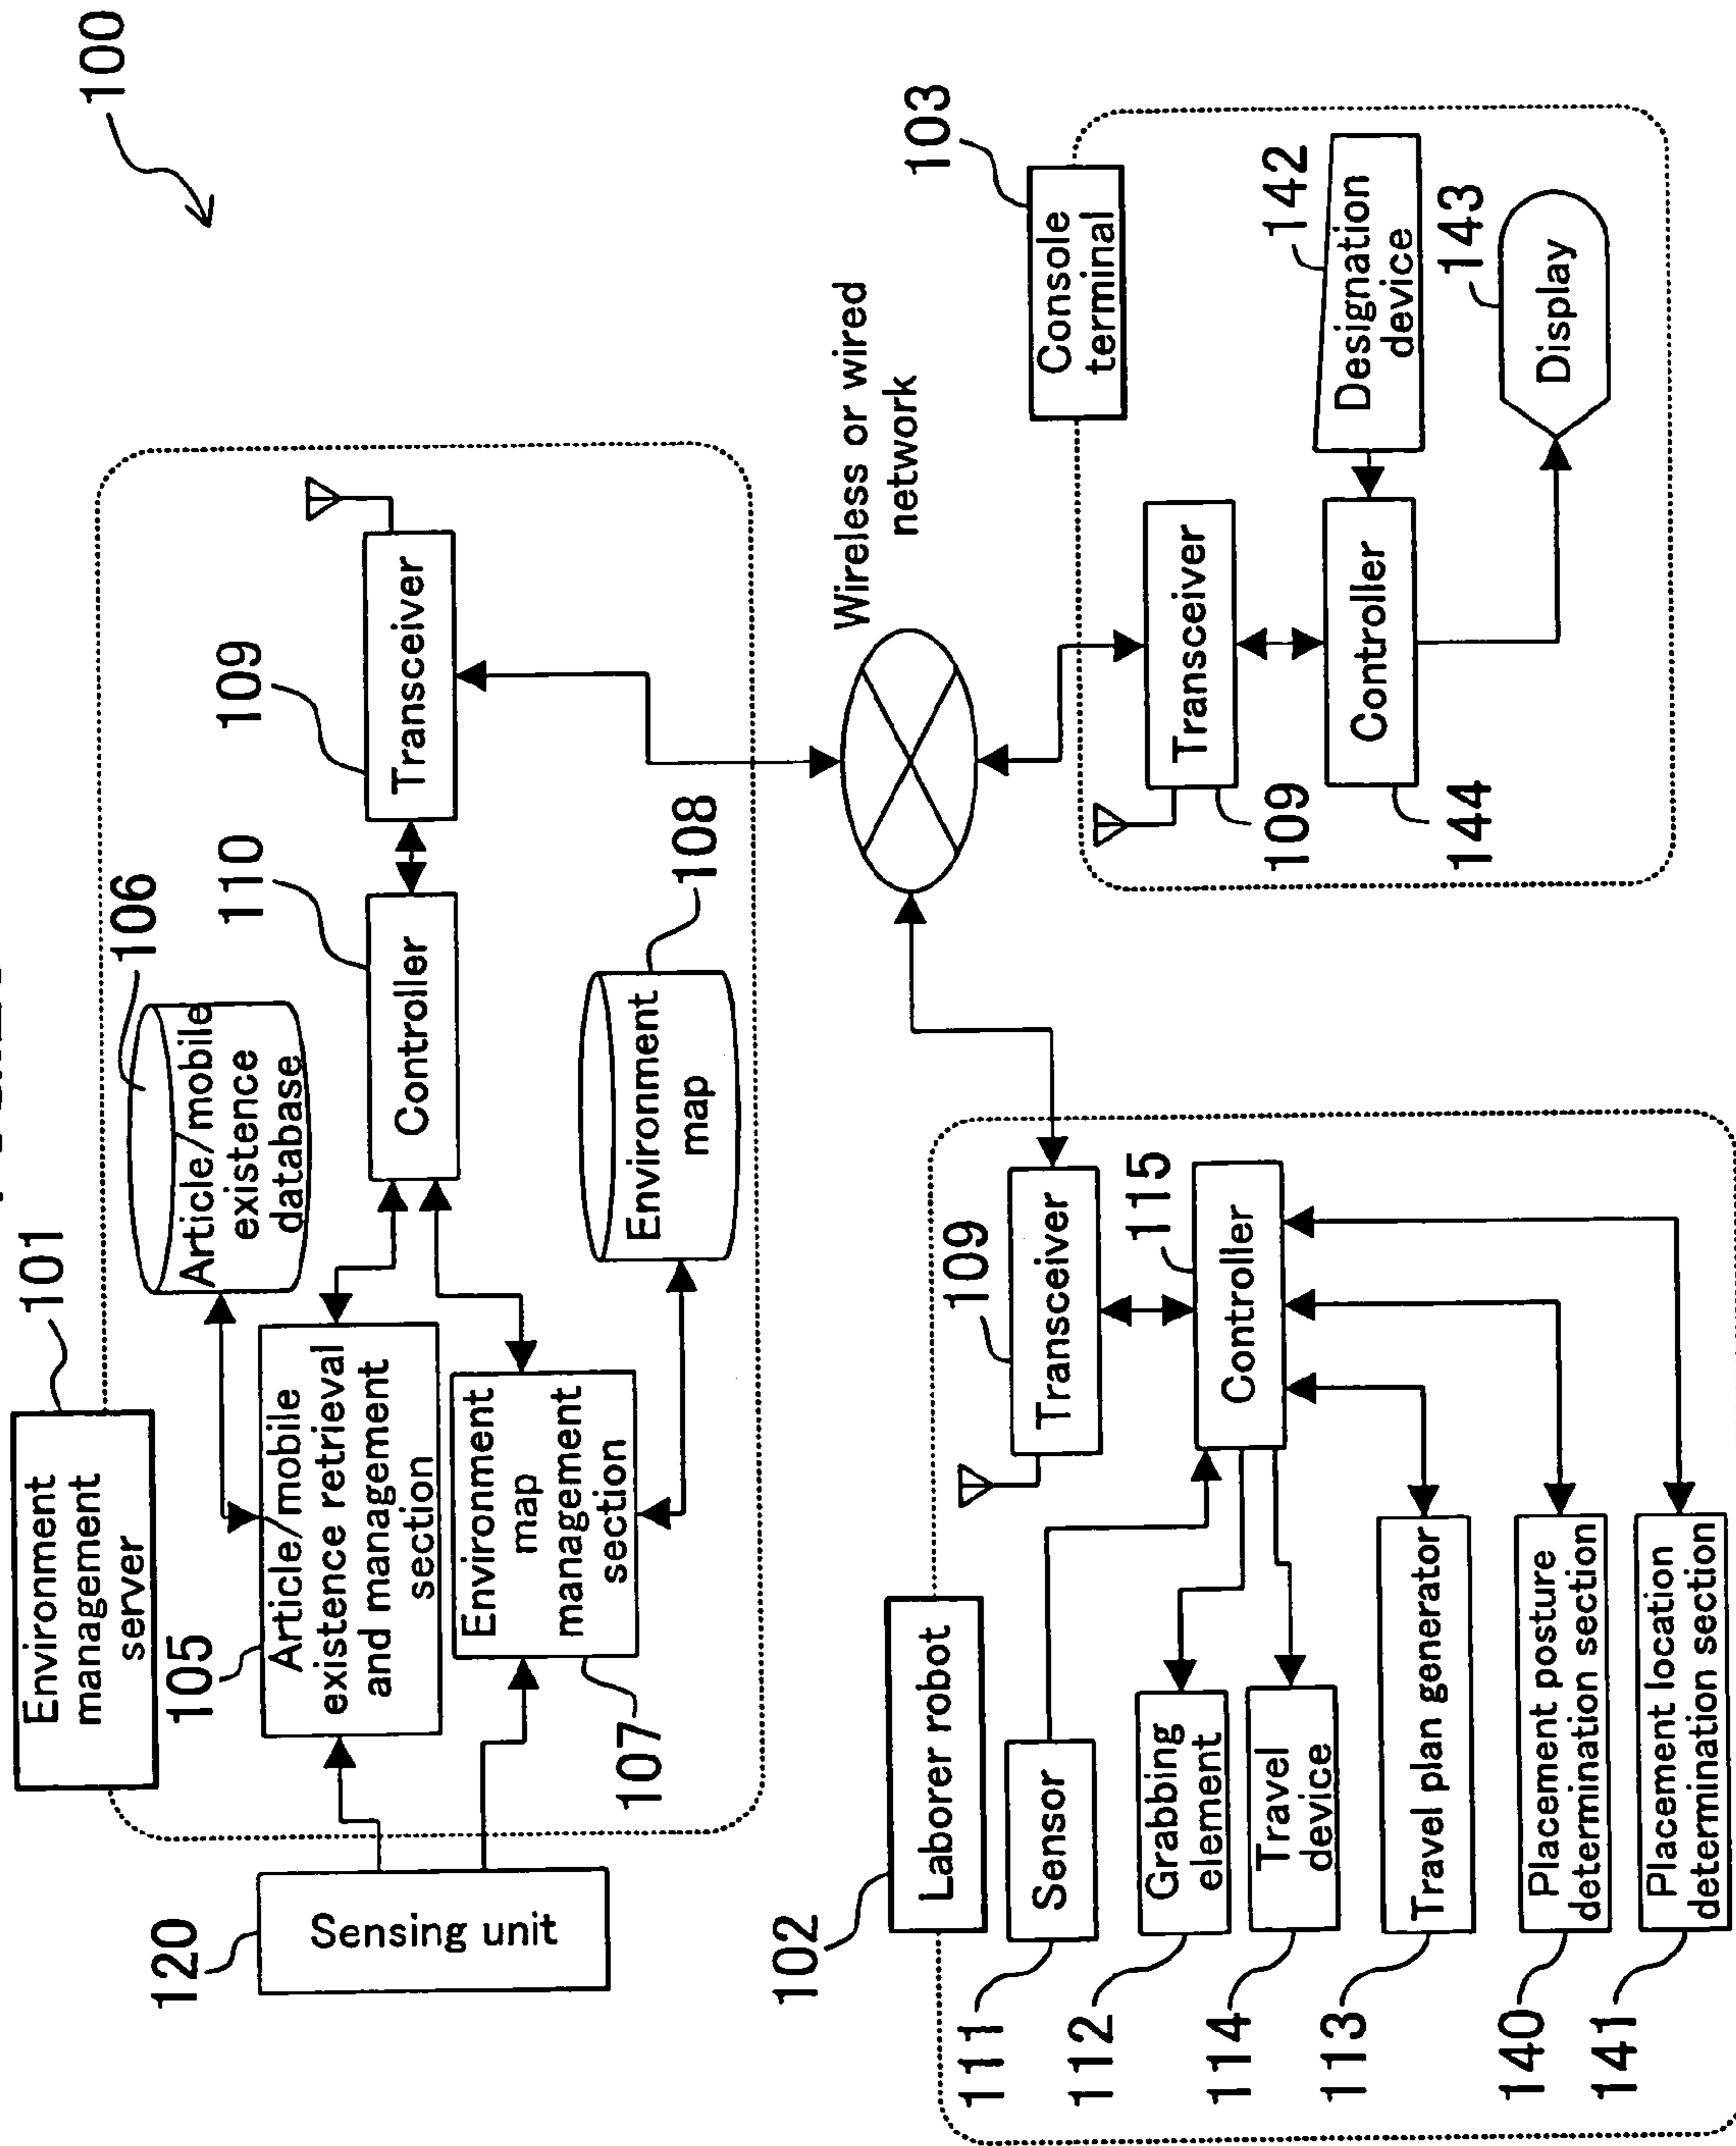 100
Environment
management
server
101
106
Article/mobile
existence
database
110
Controller
109
Transceiver
105
Article/mobile
existence retrieval
and management
section
Environment
map
management
section
107
108
Environment
map
120
Sensing unit
Wireless or wired
network
102
Laborer robot
109
Transceiver
115
Controller
111
Sensor
112
Grabbing
element
114
Travel
device
113
Travel plan generator
140
Placement posture
determination section
141
Placement location
determination section
103
Console
terminal
Transceiver
109
Controller
144
142
Designation
device
143
Display